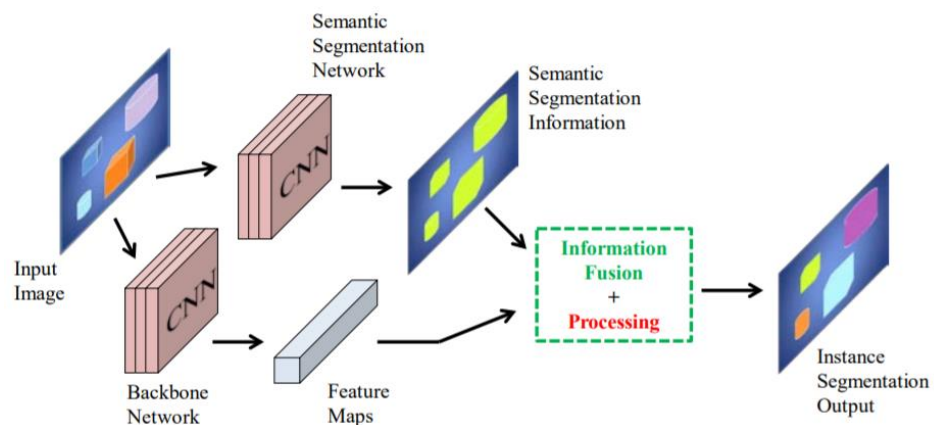 Semantic
Segmentation
Network
Semantic
Segmentation
Information
CNN
Input
Image
CNN
Information
Fusion
+
Processing
Backbone
Network
Feature
Maps
Instance
Segmentation
Output